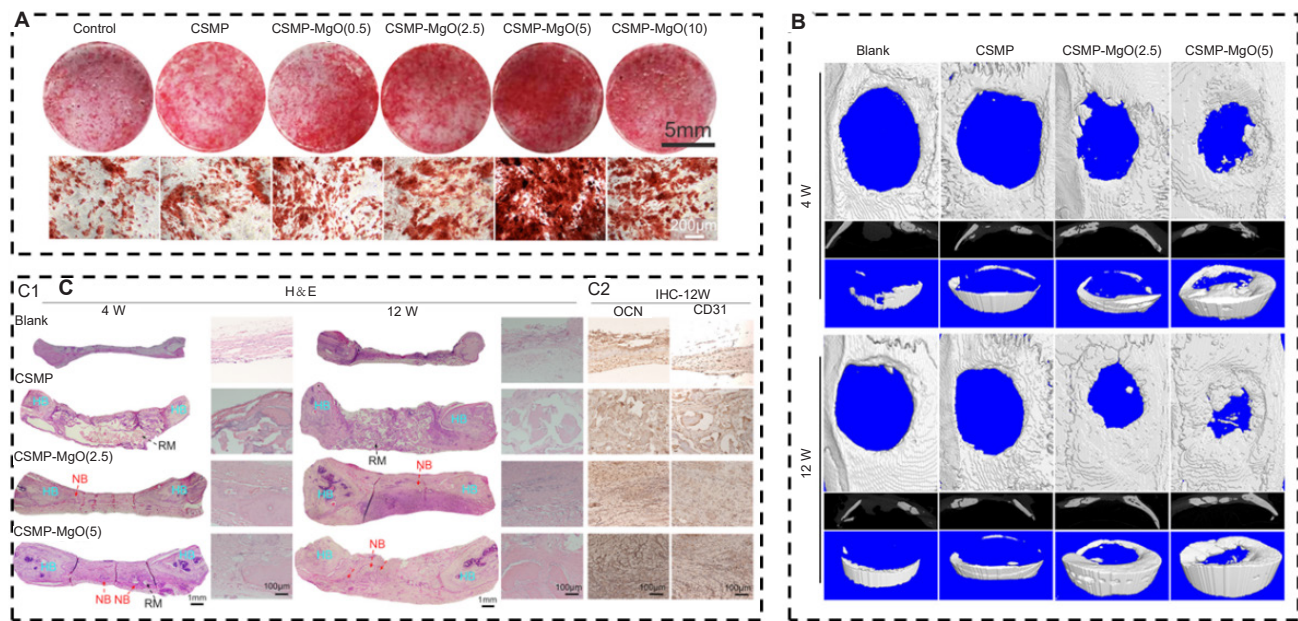 A
Control CSMP CSMP-MgO(0.5) CSMP-MgO(2.5) CSMP-MgO(5) CSMP-MgO(10)
5mm
200μm
B
Blank CSMP CSMP-MgO(2.5) CSMP-MgO(5)
4 W
12 W
C1 C H&E C2 IHC-12W
4 W 12 W OCN CD31
Blank
CSMP
HB HB HB HB
RM RM
CSMP-MgO(2.5)
NB NB
HB HB HB HB
CSMP-MgO(5)
HB HB HB NB HB
NB
NB NB RM
1mm 100μm 1mm 100μm 100μm 100μm